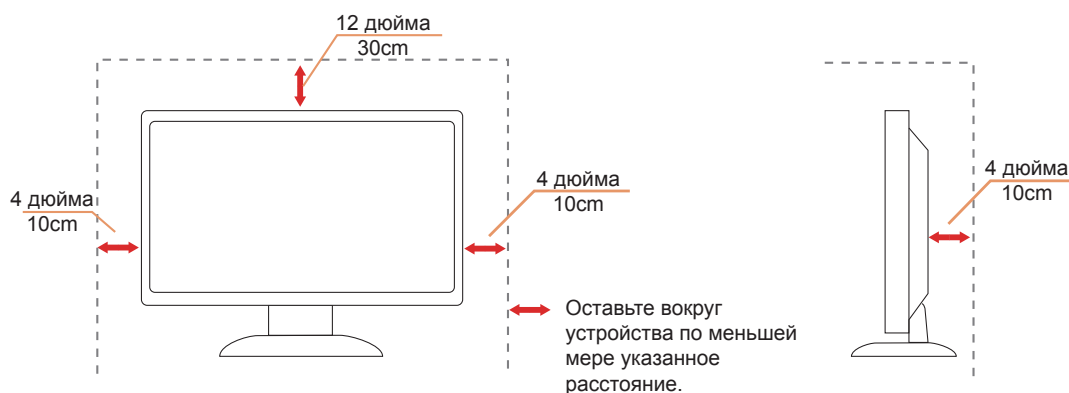 12 дюйма
30cm
4 дюйма
10cm
4 дюйма
10cm
4 дюйма
10cm
Оставьте вокруг
устройства по меньшей
мере указанное
расстояние.